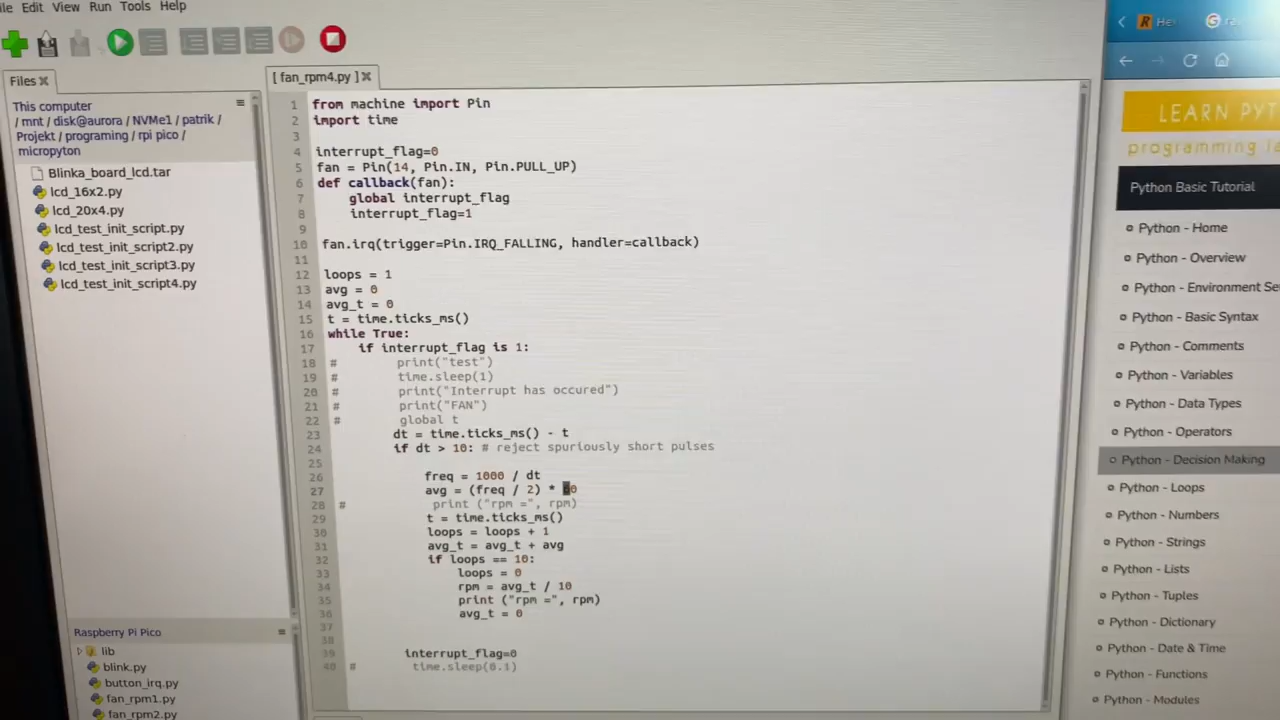 ile Edit View Run Tools Help
Files
This computer
/ mnt / disk@aurora / NVMe1 / patrik /
Projekt / programing / rpi pico /
micropyton
Blinka_board_lcd.tar
lcd_16x2.py
lcd_20x4.py
lcd_test_init_script.py
lcd_test_init_script2.py
lcd_test_init_script3.py
lcd_test_init_script4.py
Raspberry Pi Pico
lib
blink.py
button_irq.py
fan_rpm1.py
fan_rpm2.py
[ fan_rpm4.py ]
1 from machine import Pin
2 import time
3
4 interrupt_flag=0
5 fan = Pin(14, Pin.IN, Pin.PULL_UP)
6 def callback(fan):
7 global interrupt_flag
8 interrupt_flag=1
9
10 fan.irq(trigger=Pin.IRQ_FALLING, handler=callback)
11
12 loops = 1
13 avg = 0
14 avg_t = 0
15 t = time.ticks_ms()
16 while True:
17 if interrupt_flag is 1:
18 # print("test")
19 # time.sleep(1)
20 # print("Interrupt has occured")
21 # print("FAN")
22 # global t
23 dt = time.ticks_ms() - t
24 if dt > 10: # reject spuriously short pulses
25
26 freq = 1000 / dt
27 avg = (freq / 2) *
28 # print ("rpm =", rpm)
29 t = time.ticks_ms()
30 loops = loops + 1
31 avg_t = avg_t + avg
32 if loops == 10:
33 loops = 0
34 rpm = avg_t / 10
35 print ("rpm =", rpm)
36 avg_t = 0
37
38
39 interrupt_flag=0
40 # time.sleep(0.1)
LEARN PYT
programming la
Python Basic Tutorial
Python - Home
Python - Overview
Python - Environment Se
Python - Basic Syntax
Python - Comments
Python - Variables
Python - Data Types
Python - Operators
Python - Decision Making
Python - Loops
Python - Numbers
Python - Strings
Python - Lists
Python - Tuples
Python - Dictionary
Python - Date & Time
Python - Functions
Python - Modules